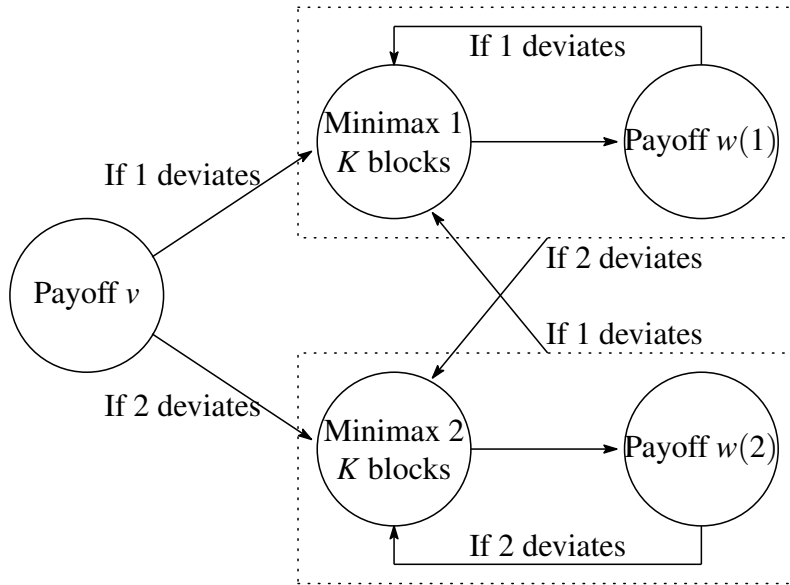 If 1 deviates
Minimax 1
K blocks
Payoff w(1)
If 1 deviates
If 2 deviates
Payoff v
If 1 deviates
If 2 deviates
Minimax 2
K blocks
Payoff w(2)
If 2 deviates